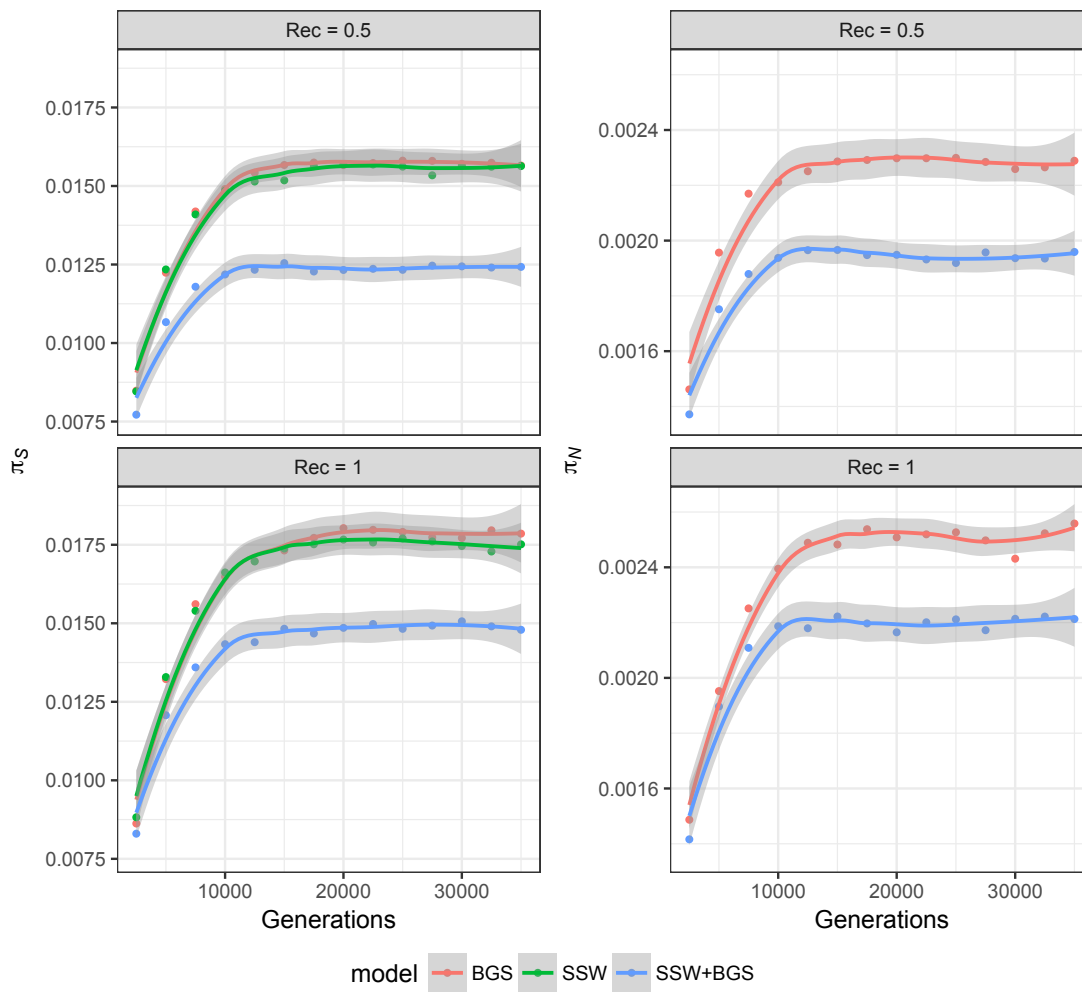 Rec = 0.5
0.0175
0.0150
0.0125
0.0100
0.0075
Rec = 1
0.0175
0.0150
0.0125
0.0100
0.0075
πS
10000 20000 30000
Generations
Rec = 0.5
0.0024
0.0020
0.0016
Rec = 1
0.0024
0.0020
0.0016
πN
10000 20000 30000
Generations
model BGS SSW SSW+BGS